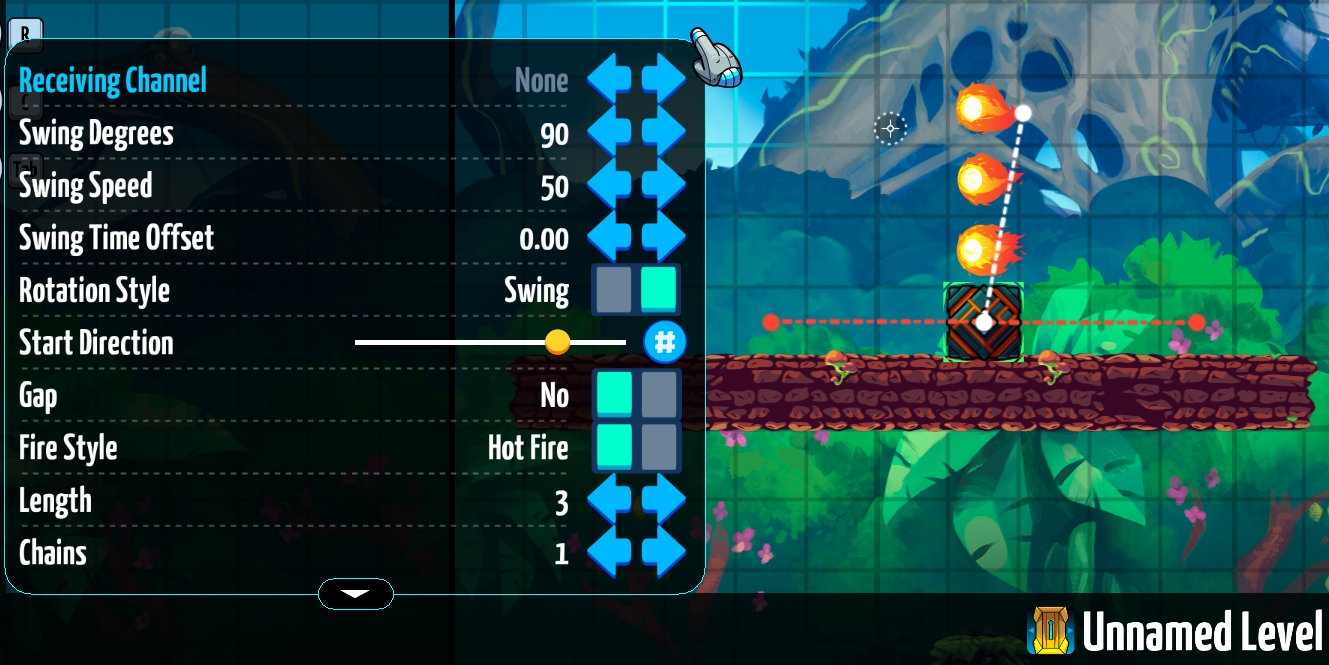 R
Receiving Channel None
Swing Degrees 90
Swing Speed 50
Tab
Swing Time Offset 0.00
Rotation Style Swing
Start Direction #
Gap No
Fire Style Hot Fire
Length 3
Chains 1
Unnamed Level